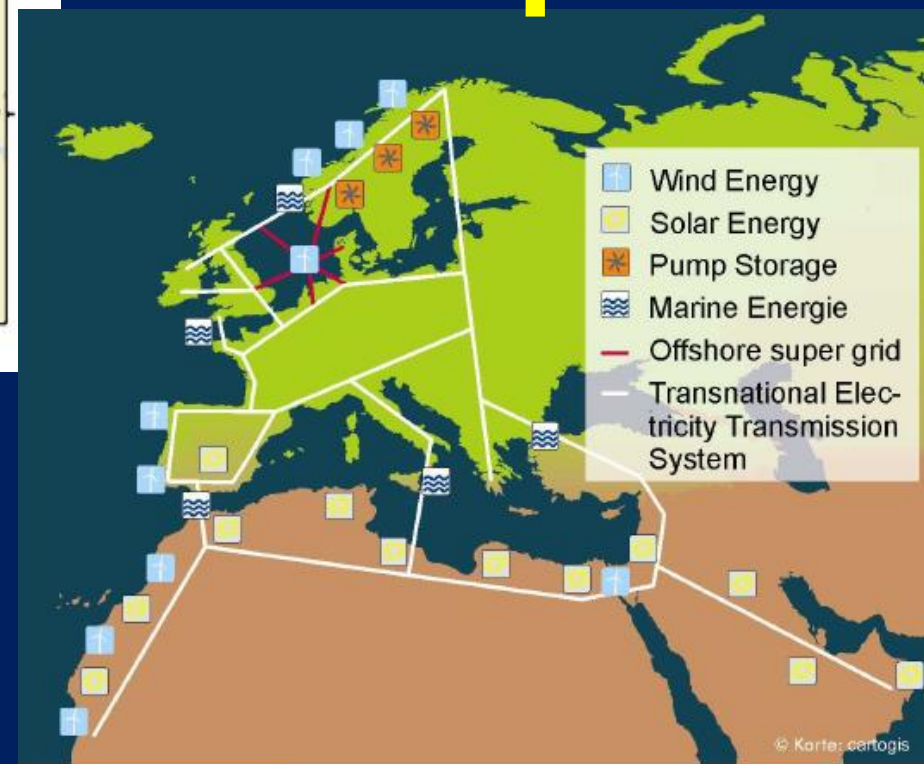 Wind Energy
Solar Energy
Pump Storage
Marine Energie
Offshore super grid
Transnational Elec-
tricity Transmission
System
© Karte: cartogis